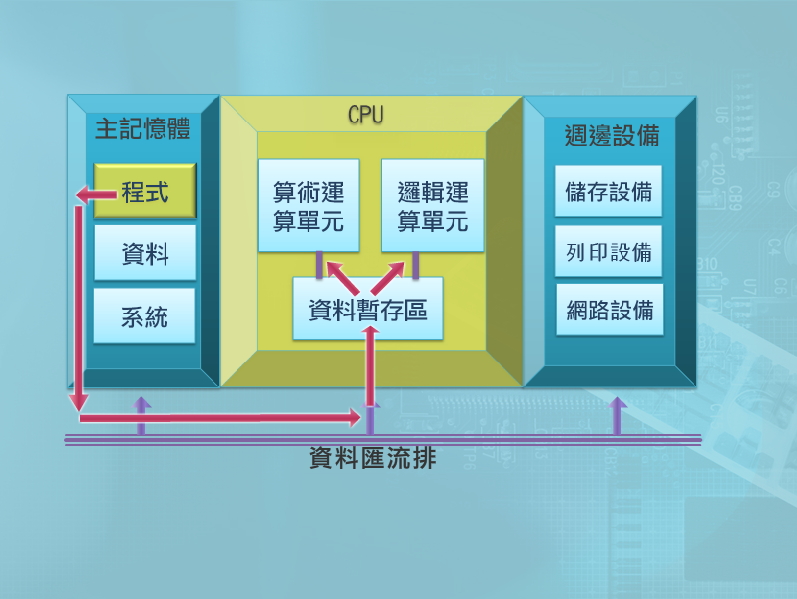 主記憶體
程式
資料
系統
CPU
算術運
算單元
邏輯運
算單元
資料暫存區
週邊設備
儲存設備
列印設備
網路設備
資料匯流排